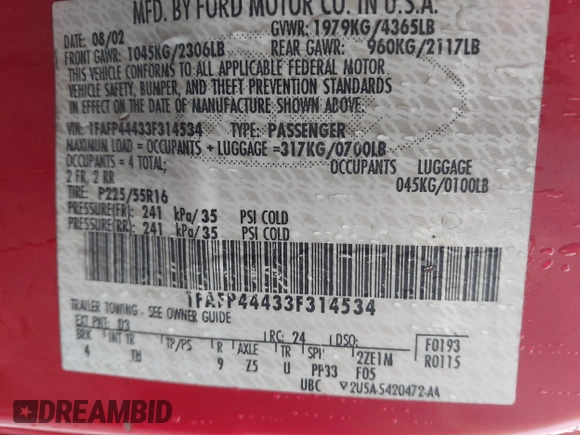 MFD. BY FORD MOTOR CO. IN U.S.A.
DATE: 08/02 GVWR: 1979KG/4365LB
FRONT GAWR: 1045KG/2306LB REAR GAWR: 960KG/2117LB
THIS VEHICLE CONFORMS TO ALL APPLICABLE FEDERAL MOTOR
VEHICLE SAFETY, BUMPER, AND THEFT PREVENTION STANDARDS
IN EFFECT ON THE DATE OF MANUFACTURE SHOWN ABOVE.
VIN: 1FAFP44433F314534 TYPE: PASSENGER
MAXIMUM LOAD = OCCUPANTS + LUGGAGE =317KG/0700LB
OCCUPANTS = 4 TOTAL; OCCUPANTS LUGGAGE
2 FR, 2 RR 045KG/0100LB
TIRE: P225/55R16
PRESSURE(FR): 241 kPa/35 PSI COLD
PRESSURE(RR): 241 kPa/35 PSI COLD
1FAFP44433F314534
TRAILER TOWING - SEE OWNER GUIDE
EXT PNT: D3 RC: 24 DSO: F0193
BRK INT TR TP/PS R AXLE TR SPR 2ZE1M R0115
4 TH 9 Z5 U PP33 F05
UBC 2U5A-5420472-AA
DREAMBID